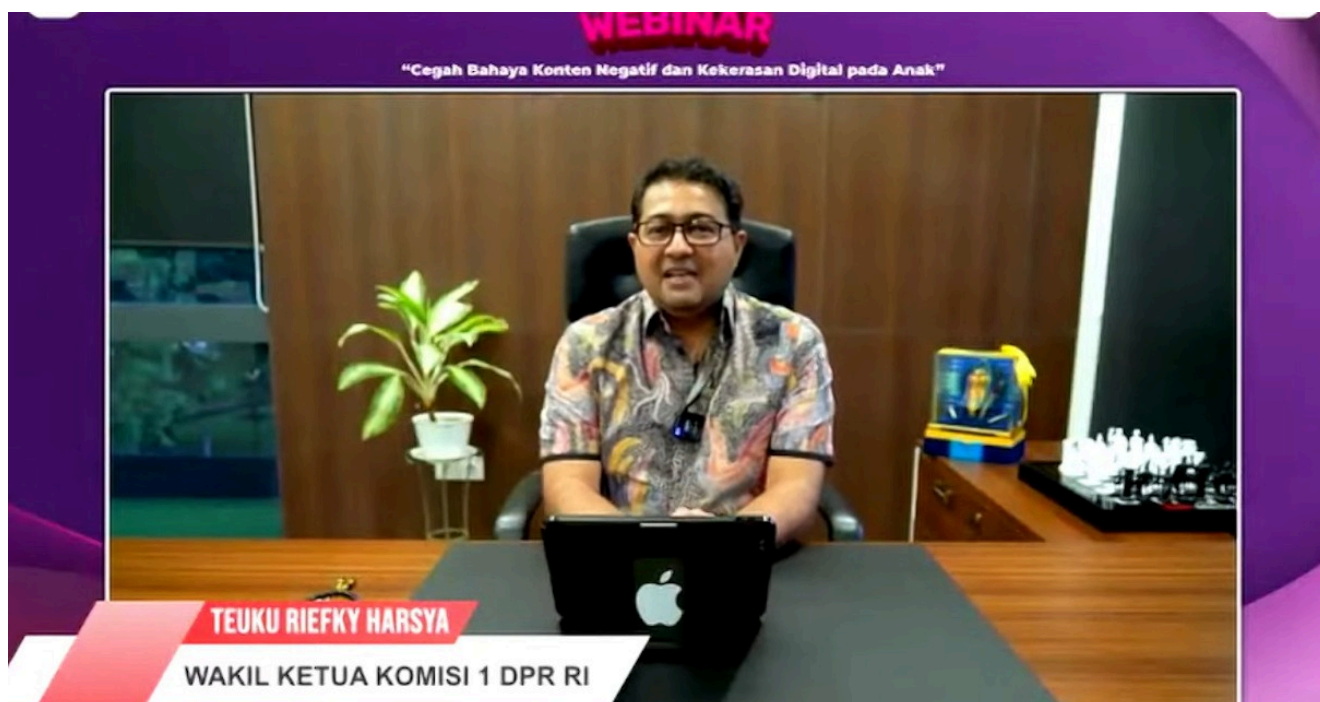 WEBINAR
“Cegah Bahaya Konten Negatif dan Kekerasan Digital pada Anak”
TEUKU RIEFKY HARSYA
WAKIL KETUA KOMISI 1 DPR RI